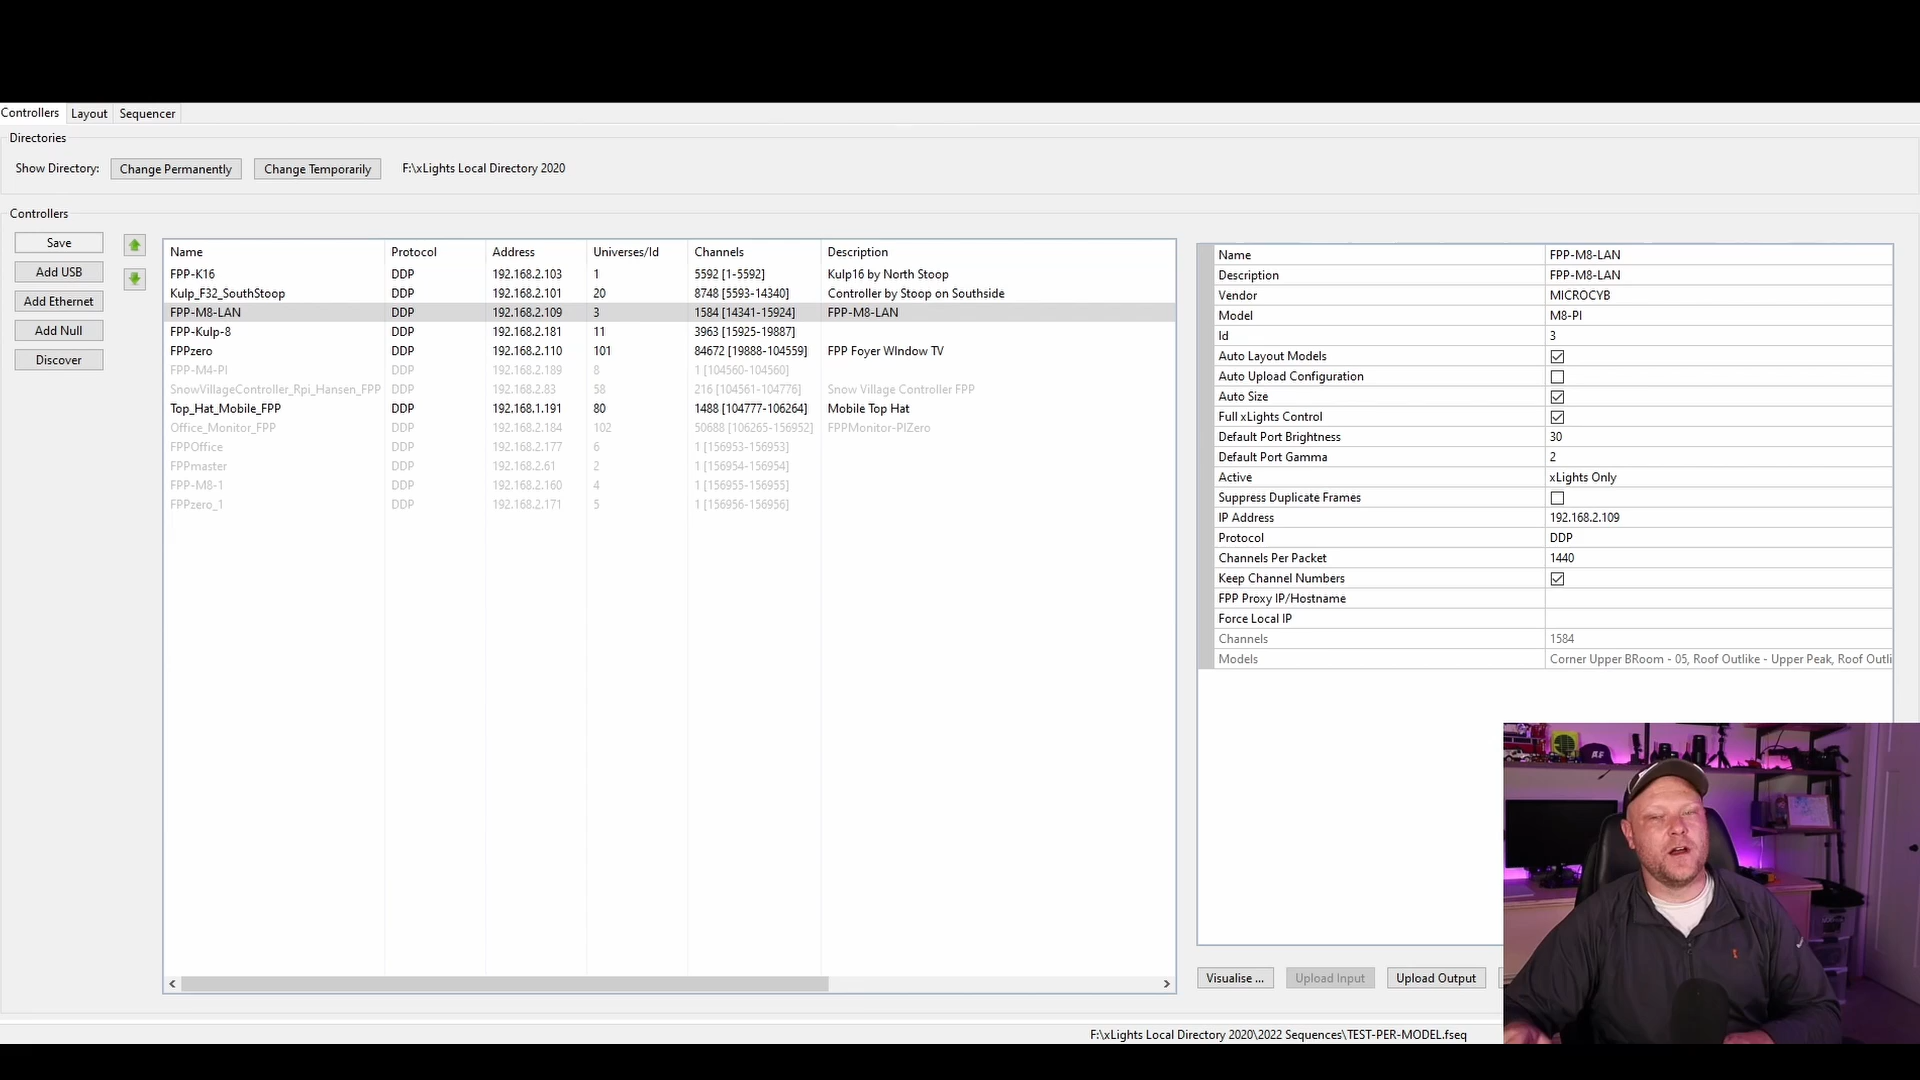 Controllers Layout Sequencer
Directories
Show Directory: Change Permanently Change Temporarily F:\xLights Local Directory 2020
Controllers
Save
Add USB
Add Ethernet
Add Null
Discover
Name Protocol Address Universes/Id Channels Description
FPP-K16 DDP 192.168.2.103 1 5592 [1-5592] Kulp16 by North Stoop
Kulp_F32_SouthStoop DDP 192.168.2.101 20 8748 [5593-14340] Controller by Stoop on Southside
FPP-M8-LAN DDP 192.168.2.109 3 1584 [14341-15924] FPP-M8-LAN
FPP-Kulp-8 DDP 192.168.2.181 11 3963 [15925-19887]
FPPzero DDP 192.168.2.110 101 84672 [19888-104559] FPP Foyer WIndow TV
FPP-M4-PI DDP 192.168.2.189 8 1 [104560-104560]
SnowVillageController_Rpi_Hansen_FPP DDP 192.168.2.83 58 216 [104561-104776] Snow Village Controller FPP
Top_Hat_Mobile_FPP DDP 192.168.1.191 80 1488 [104777-106264] Mobile Top Hat
Office_Monitor_FPP DDP 192.168.2.184 102 50688 [106265-156952] FPPMonitor-PIZero
FPPOffice DDP 192.168.2.177 6 1 [156953-156953]
FPPmaster DDP 192.168.2.61 2 1 [156954-156954]
FPP-M8-1 DDP 192.168.2.160 4 1 [156955-156955]
FPPzero_1 DDP 192.168.2.171 5 1 [156956-156956]
Name FPP-M8-LAN
Description FPP-M8-LAN
Vendor MICROCYB
Model M8-PI
Id 3
Auto Layout Models
Auto Upload Configuration
Auto Size
Full xLights Control
Default Port Brightness 30
Default Port Gamma 2
Active xLights Only
Suppress Duplicate Frames
IP Address 192.168.2.109
Protocol DDP
Channels Per Packet 1440
Keep Channel Numbers
FPP Proxy IP/Hostname
Force Local IP
Channels 1584
Models Corner Upper BRoom - 05, Roof Outlike - Upper Peak, Roof Outli
Visualise ... Upload Input Upload Output
F:\xLights Local Directory 2020\2022 Sequences\TEST-PER-MODEL.fseq